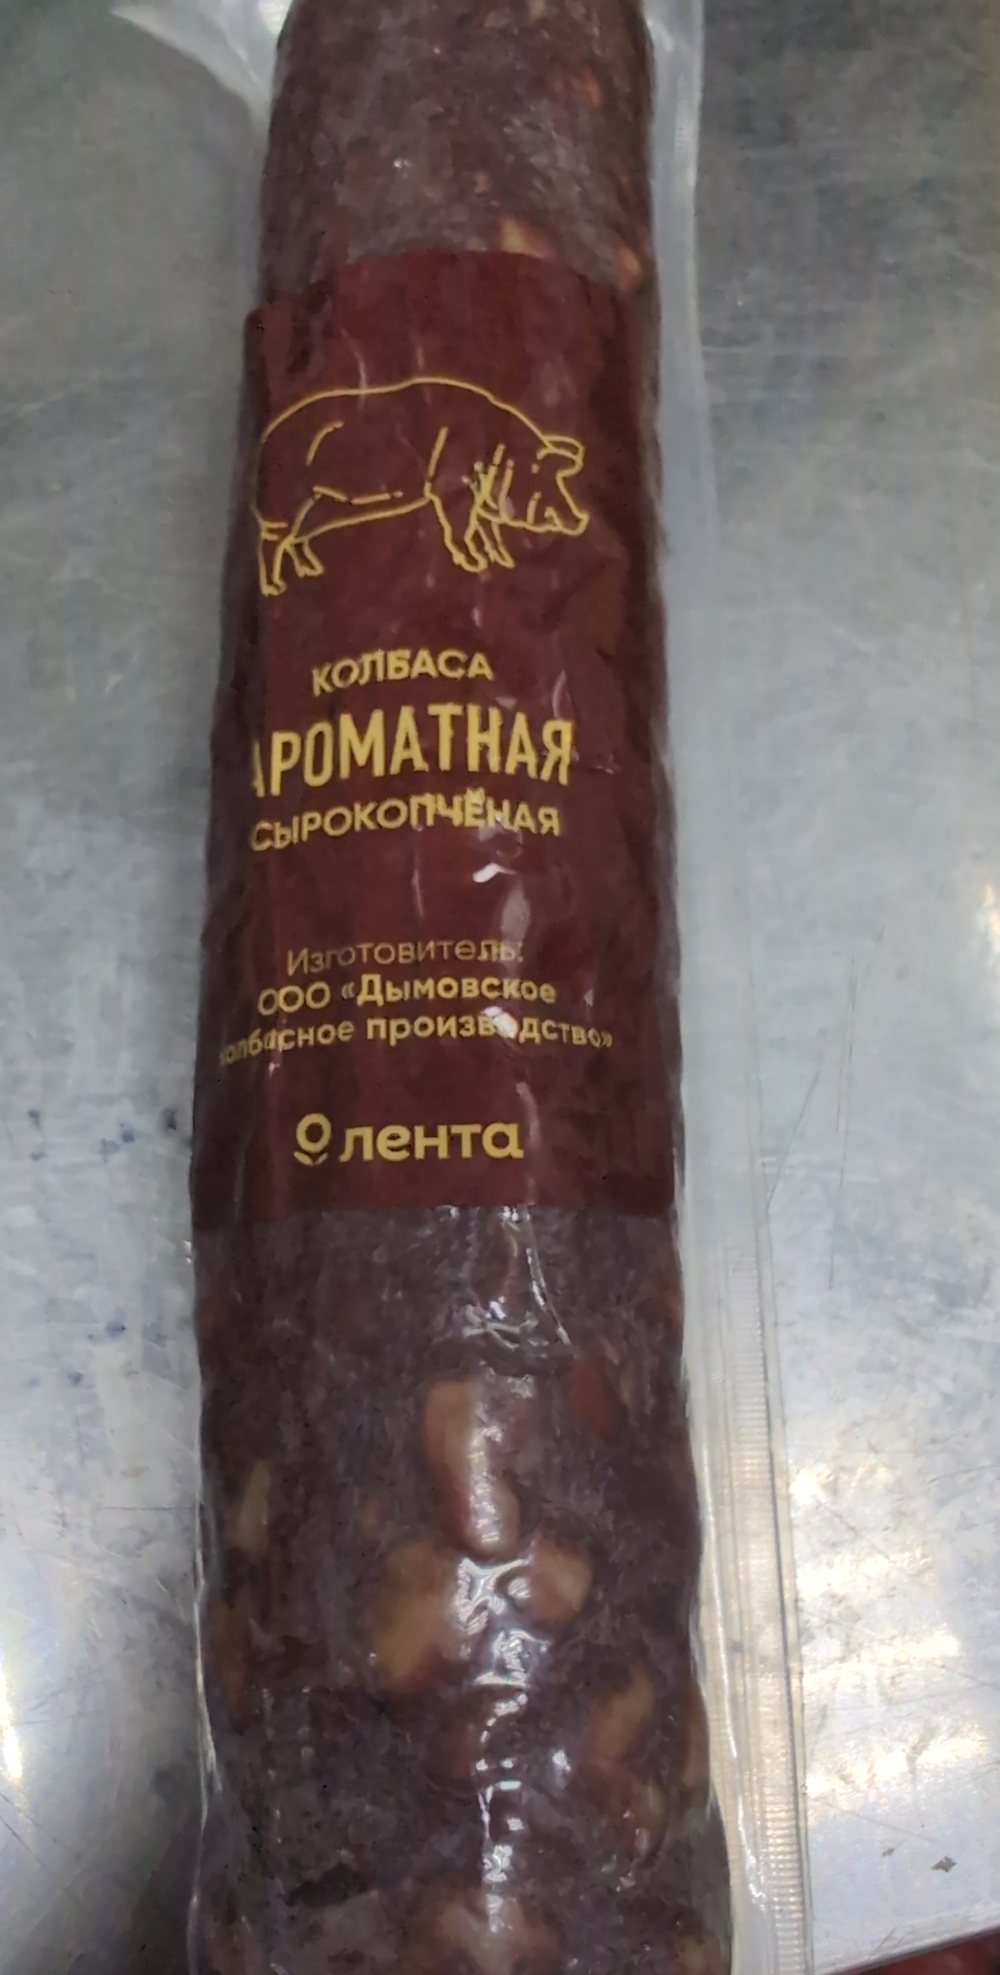 КОЛБАСА
АРОМАТНАЯ
СЫРОКОПЧЁНАЯ
Изготовитель:
ООО «Дымовское
колбасное производство»
лента